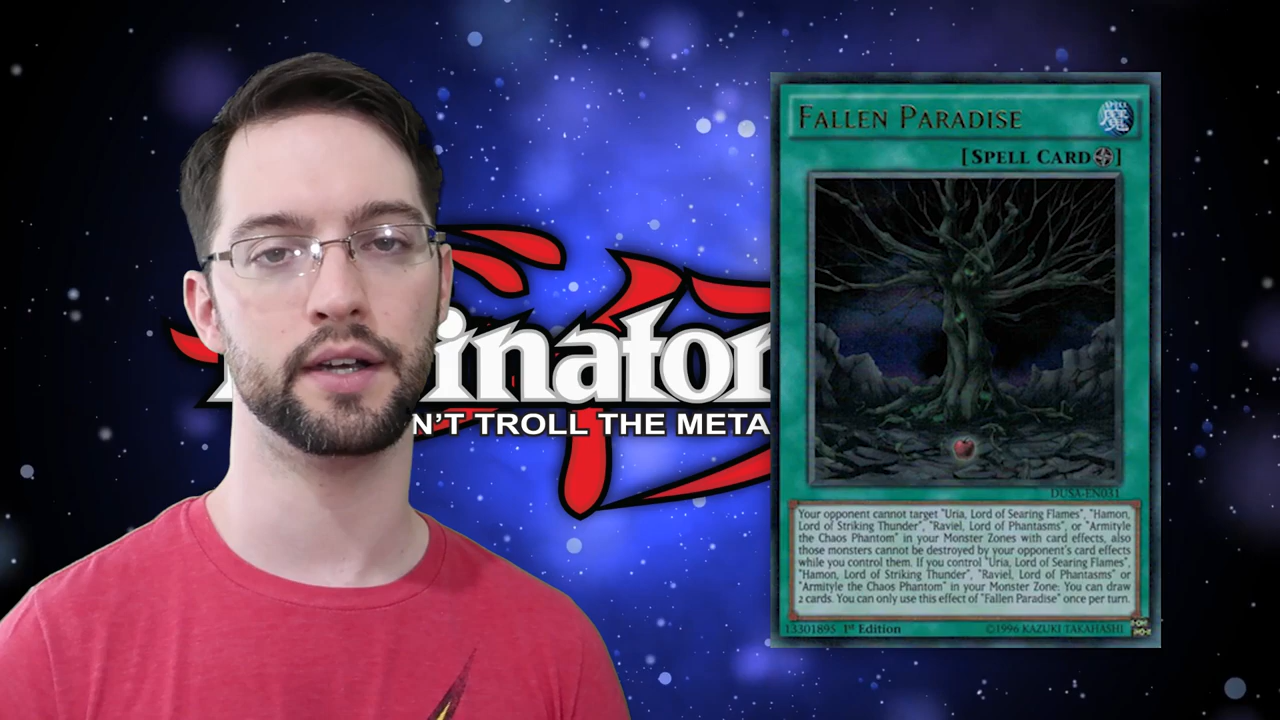 inator
N'T TROLL THE META
FALLEN PARADISE
[SPELL CARD]
DUSA-EN031
Your opponent cannot target "Uria, Lord of Searing Flames", "Hamon,
Lord of Striking Thunder", "Raviel, Lord of Phantasms", or "Armityle
the Chaos Phantom" in your Monster Zones with card effects, also
those monsters cannot be destroyed by your opponent's card effects
while you control them. If you control "Uria, Lord of Searing Flames",
"Hamon, Lord of Striking Thunder", "Raviel, Lord of Phantasms" or
"Armityle the Chaos Phantom" in your Monster Zone: You can draw
2 cards. You can only use this effect of "Fallen Paradise" once per turn.
13301895 1st Edition ©1996 KAZUKI TAKAHASHI